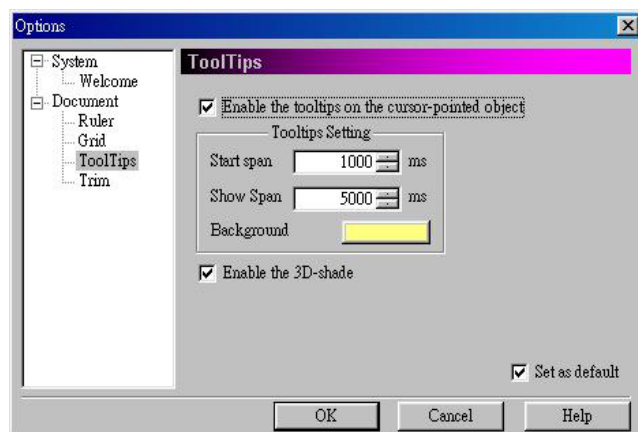 Options
System
Welcome
Document
Ruler
Grid
ToolTips
Trim
ToolTips
Enable the tooltips on the cursor-pointed object
Tooltips Setting
Start span 1000 ms
Show Span 5000 ms
Background
Enable the 3D-shade
Set as default
OK Cancel Help